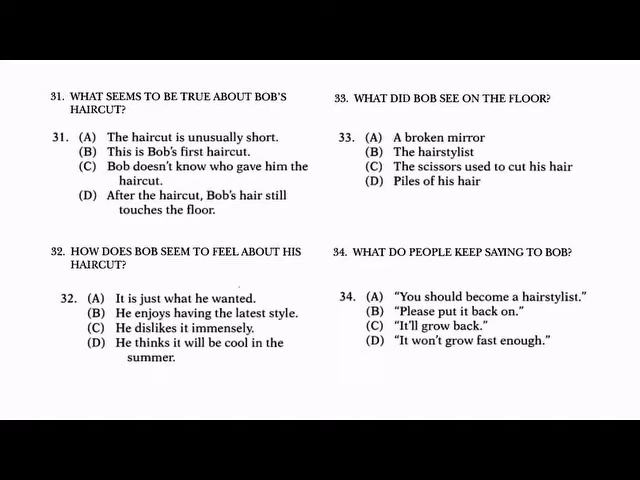 31. WHAT SEEMS TO BE TRUE ABOUT BOB'S
HAIRCUT?
31. (A) The haircut is unusually short.
(B) This is Bob's first haircut.
(C) Bob doesn't know who gave him the
haircut.
(D) After the haircut, Bob's hair still
touches the floor.
32. HOW DOES BOB SEEM TO FEEL ABOUT HIS
HAIRCUT?
32. (A) It is just what he wanted.
(B) He enjoys having the latest style.
(C) He dislikes it immensely.
(D) He thinks it will be cool in the
summer.
33. WHAT DID BOB SEE ON THE FLOOR?
33. (A) A broken mirror
(B) The hairstylist
(C) The scissors used to cut his hair
(D) Piles of his hair
34. WHAT DO PEOPLE KEEP SAYING TO BOB?
34. (A) “You should become a hairstylist.”
(B) “Please put it back on.”
(C) “It'll grow back.”
(D) “It won't grow fast enough.”